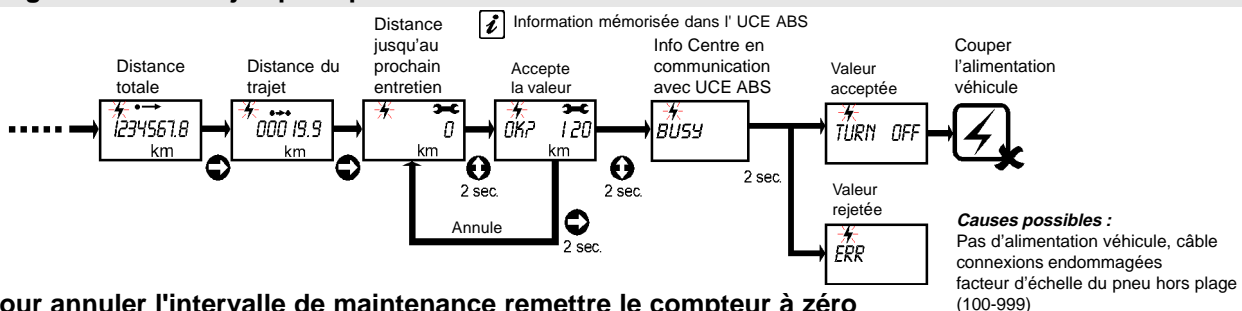 Information mémorisée dans l' UCE ABS
Distance
totale
1234567.8
km
Distance du
trajet
000 19.9
km
Distance
jusqu'au
prochain
entretien
0
km
Accepte
la valeur
OK? 120
km
Info Centre en
communication
avec UCE ABS
BUSY
Valeur
acceptée
TURN OFF
Couper
l'alimentation
véhicule
2 sec.
2 sec.
2 sec.
Annule
2 sec.
Valeur
rejetée
ERR
Causes possibles :
Pas d'alimentation véhicule, câble
connexions endommagées
facteur d'échelle du pneu hors plage
(100-999)
our annuler l'intervalle de maintenance remettre le compteur à zéro